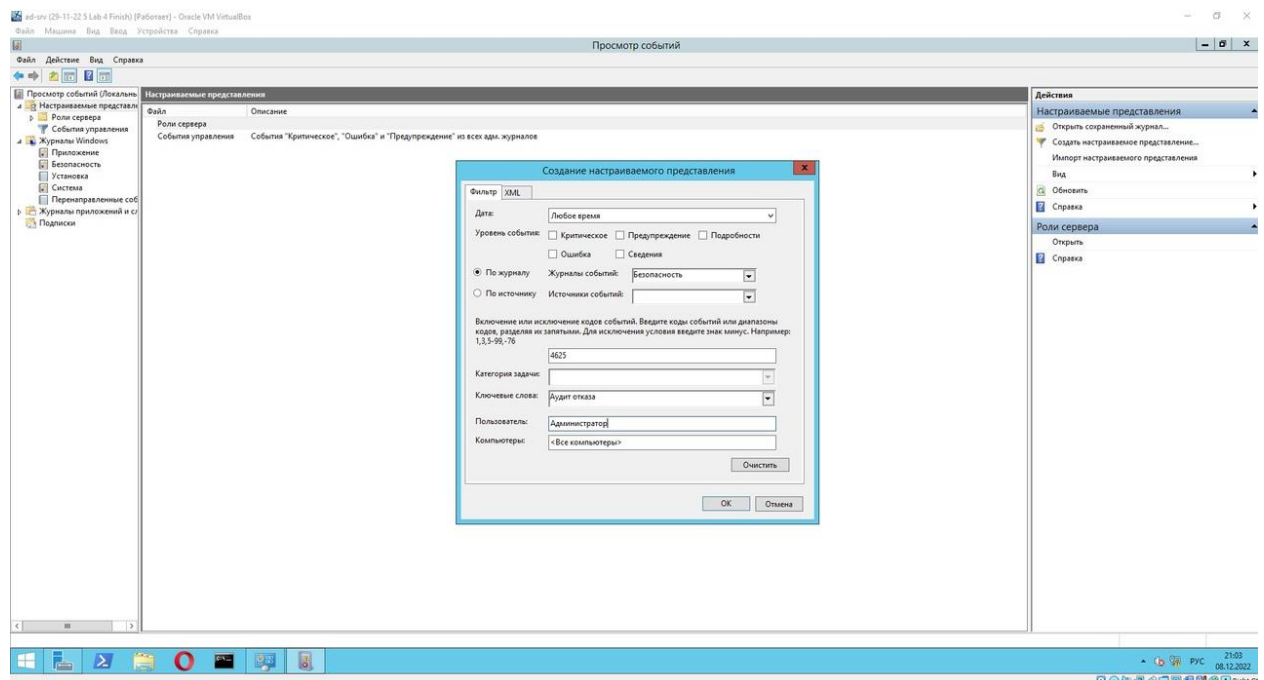 ad-srv (29-11-22 5 Lab 4 Finish) [Работает] - Oracle VM VirtualBox
Файл Машина Вид Ввод Устройства Справка
Просмотр событий
Файл Действие Вид Справка
Просмотр событий (Локальны
Настраиваемые представле
Роли сервера
События управления
Журналы Windows
Приложение
Безопасность
Установка
Система
Перенаправленные соб
Журналы приложений и сл
Подписки
Настраиваемые представления
Файл Описание
Роли сервера
События управления События "Критическое", "Ошибка" и "Предупреждение" из всех адм. журналов
Создание настраиваемого представления
Фильтр XML
Дата: Любое время
Уровень события: Критическое Предупреждение Подробности
Ошибка Сведения
По журналу Журналы событий: Безопасность
По источнику Источники событий:
Включение или исключение кодов событий. Введите коды событий или диапазоны
кодов, разделяя их запятыми. Для исключения условия введите знак минус. Например:
1,3,5-99,-76
4625
Категория задачи:
Ключевые слова: Аудит отказа
Пользователь: Администратор
Компьютеры: <Все компьютеры>
Очистить
OK Отмена
Действия
Настраиваемые представления
Открыть сохраненный журнал...
Создать настраиваемое представление...
Импорт настраиваемого представления
Вид
Обновить
Справка
Роли сервера
Открыть
Справка
РУС 21:03
08.12.2022